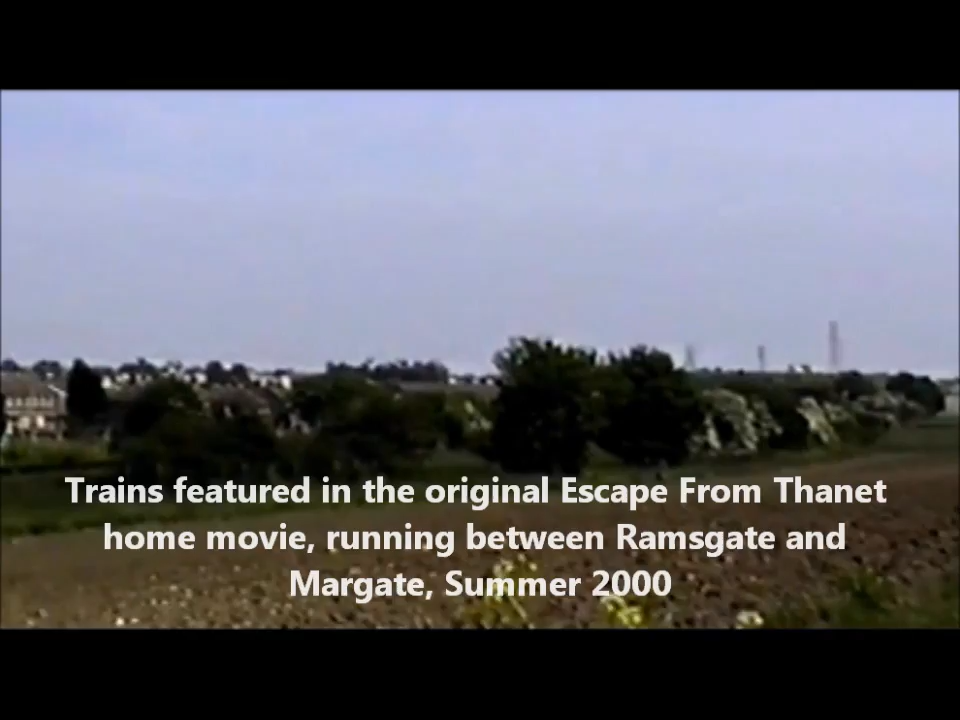 Trains featured in the original Escape From Thanet
home movie, running between Ramsgate and
Margate, Summer 2000